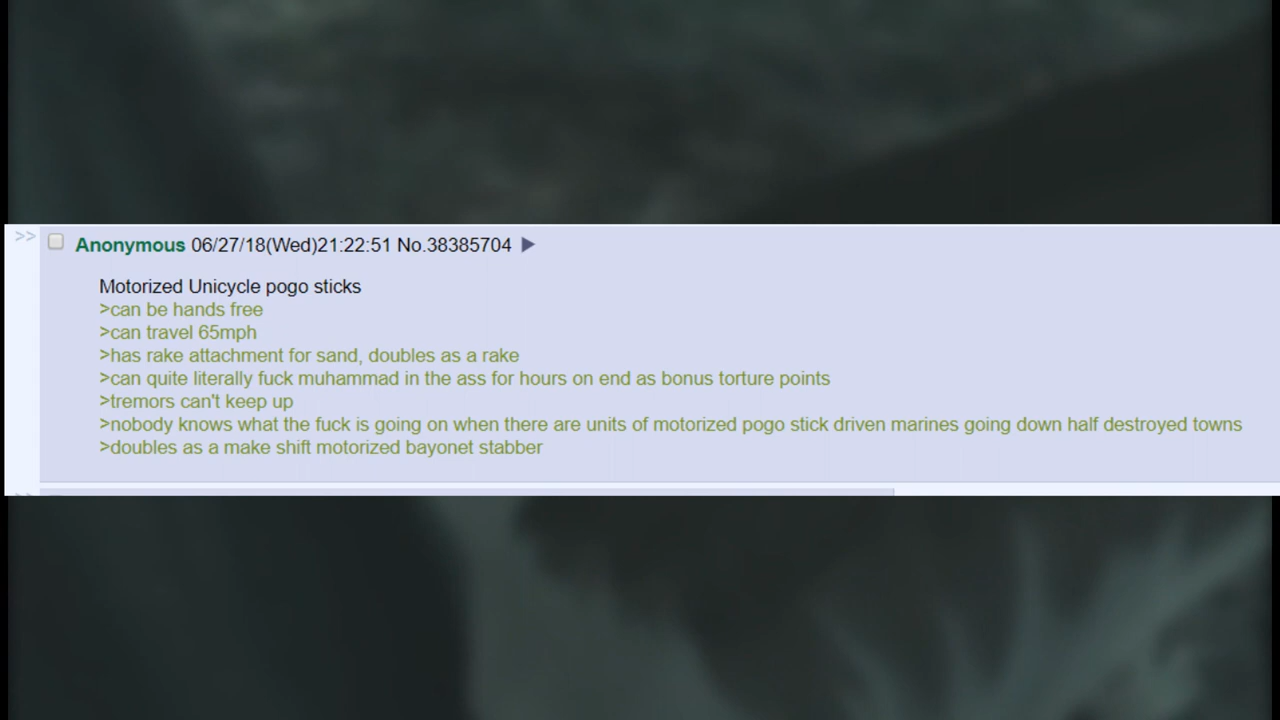 >>
Anonymous 06/27/18(Wed)21:22:51 No.38385704 ▶
Motorized Unicycle pogo sticks
>can be hands free
>can travel 65mph
>has rake attachment for sand, doubles as a rake
>can quite literally fuck muhammad in the ass for hours on end as bonus torture points
>tremors can't keep up
>nobody knows what the fuck is going on when there are units of motorized pogo stick driven marines going down half destroyed towns
>doubles as a make shift motorized bayonet stabber